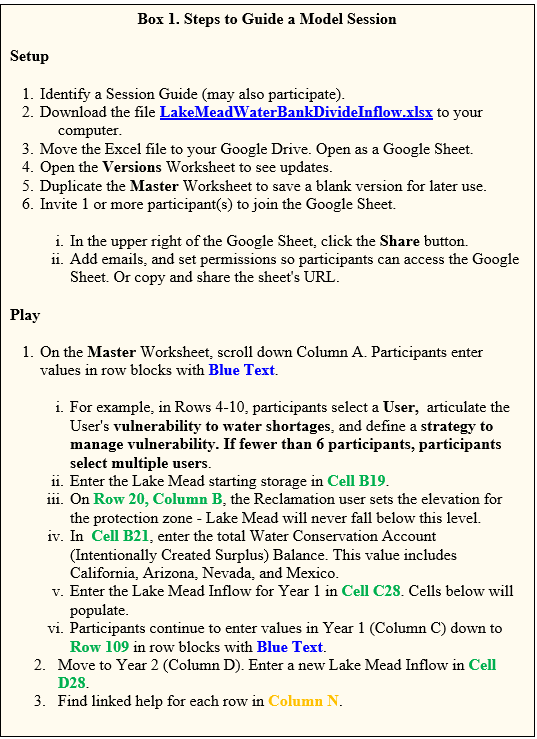 Box 1. Steps to Guide a Model Session
Setup
1. Identify a Session Guide (may also participate).
2. Download the file LakeMeadWaterBankDivideInflow.xlsx to your
computer.
3. Move the Excel file to your Google Drive. Open as a Google Sheet.
4. Open the Versions Worksheet to see updates.
5. Duplicate the Master Worksheet to save a blank version for later use.
6. Invite 1 or more participant(s) to join the Google Sheet.
i. In the upper right of the Google Sheet, click the Share button.
ii. Add emails, and set permissions so participants can access the Google
Sheet. Or copy and share the sheet's URL.
Play
1. On the Master Worksheet, scroll down Column A. Participants enter
values in row blocks with Blue Text.
i. For example, in Rows 4-10, participants select a User, articulate the
User's vulnerability to water shortages, and define a strategy to
manage vulnerability. If fewer than 6 participants, participants
select multiple users.
ii. Enter the Lake Mead starting storage in Cell B19.
iii. On Row 20, Column B, the Reclamation user sets the elevation for
the protection zone - Lake Mead will never fall below this level.
iv. In Cell B21, enter the total Water Conservation Account
(Intentionally Created Surplus) Balance. This value includes
California, Arizona, Nevada, and Mexico.
v. Enter the Lake Mead Inflow for Year 1 in Cell C28. Cells below will
populate.
vi. Participants continue to enter values in Year 1 (Column C) down to
Row 109 in row blocks with Blue Text.
2. Move to Year 2 (Column D). Enter a new Lake Mead Inflow in Cell
D28.
3. Find linked help for each row in Column N.